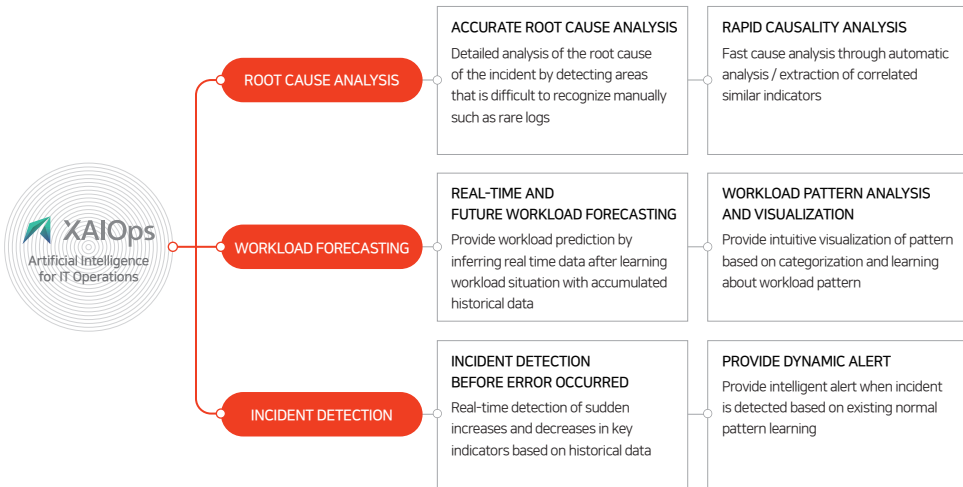 XAIOps
Artificial Intelligence
for IT Operations
ROOT CAUSE ANALYSIS
ACCURATE ROOT CAUSE ANALYSIS
Detailed analysis of the root cause
of the incident by detecting areas
that is difficult to recognize manually
such as rare logs
RAPID CAUSALITY ANALYSIS
Fast cause analysis through automatic
analysis / extraction of correlated
similar indicators
WORKLOAD FORECASTING
REAL-TIME AND
FUTURE WORKLOAD FORECASTING
Provide workload prediction by
inferring real time data after learning
workload situation with accumulated
historical data
WORKLOAD PATTERN ANALYSIS
AND VISUALIZATION
Provide intuitive visualization of pattern
based on categorization and learning
about workload pattern
INCIDENT DETECTION
INCIDENT DETECTION
BEFORE ERROR OCCURRED
Real-time detection of sudden
increases and decreases in key
indicators based on historical data
PROVIDE DYNAMIC ALERT
Provide intelligent alert when incident
is detected based on existing normal
pattern learning